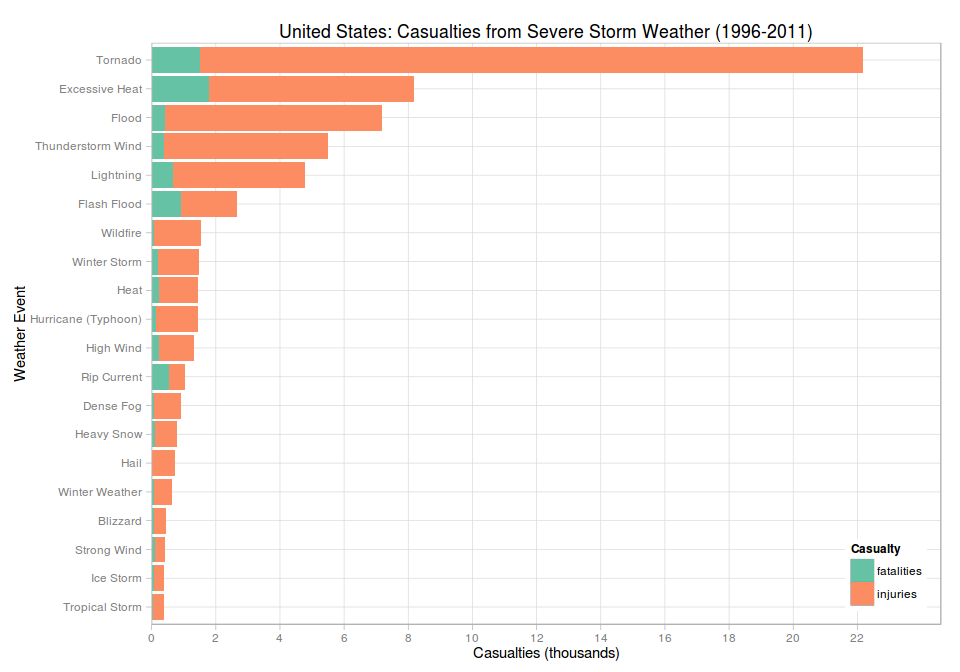 United States: Casualties from Severe Storm Weather (1996-2011)
Weather Event
Tornado
Excessive Heat
Flood
Thunderstorm Wind
Lightning
Flash Flood
Wildfire
Winter Storm
Heat
Hurricane (Typhoon)
High Wind
Rip Current
Dense Fog
Heavy Snow
Hail
Winter Weather
Blizzard
Strong Wind
Ice Storm
Tropical Storm
Casualty
fatalities
injuries
0 2 4 6 8 10 12 14 16 18 20 22
Casualties (thousands)